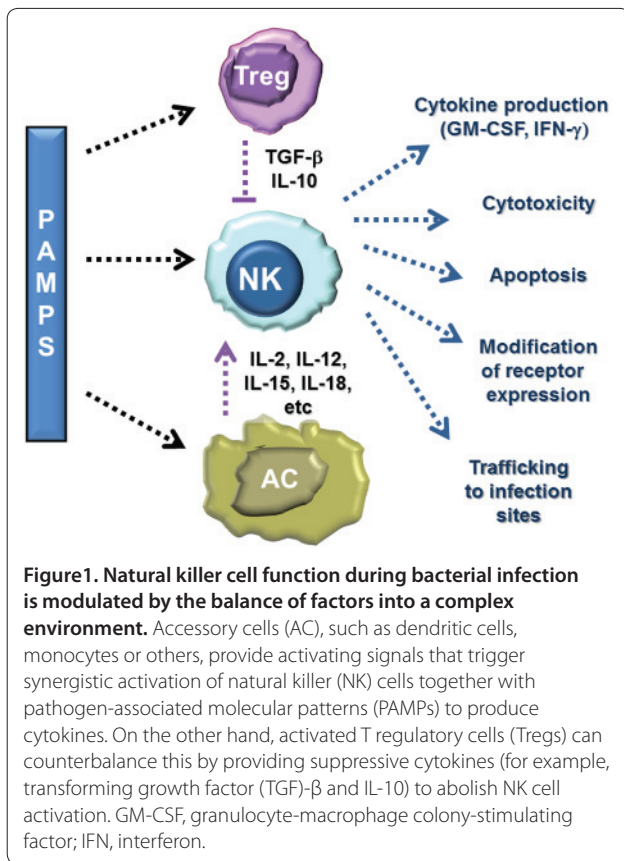 Treg
TGF-β
IL-10
P
A
M
P
S
NK
IL-2, IL-12,
IL-15, IL-18,
etc
AC
Cytokine production
(GM-CSF, IFN-γ)
Cytotoxicity
Apoptosis
Modification
of receptor
expression
Trafficking
to infection
sites
Figure1. Natural killer cell function during bacterial infection
is modulated by the balance of factors into a complex
environment. Accessory cells (AC), such as dendritic cells,
monocytes or others, provide activating signals that trigger
synergistic activation of natural killer (NK) cells together with
pathogen-associated molecular patterns (PAMPs) to produce
cytokines. On the other hand, activated T regulatory cells (Tregs) can
counterbalance this by providing suppressive cytokines (for example,
transforming growth factor (TGF)-β and IL-10) to abolish NK cell
activation. GM-CSF, granulocyte-macrophage colony-stimulating
factor; IFN, interferon.